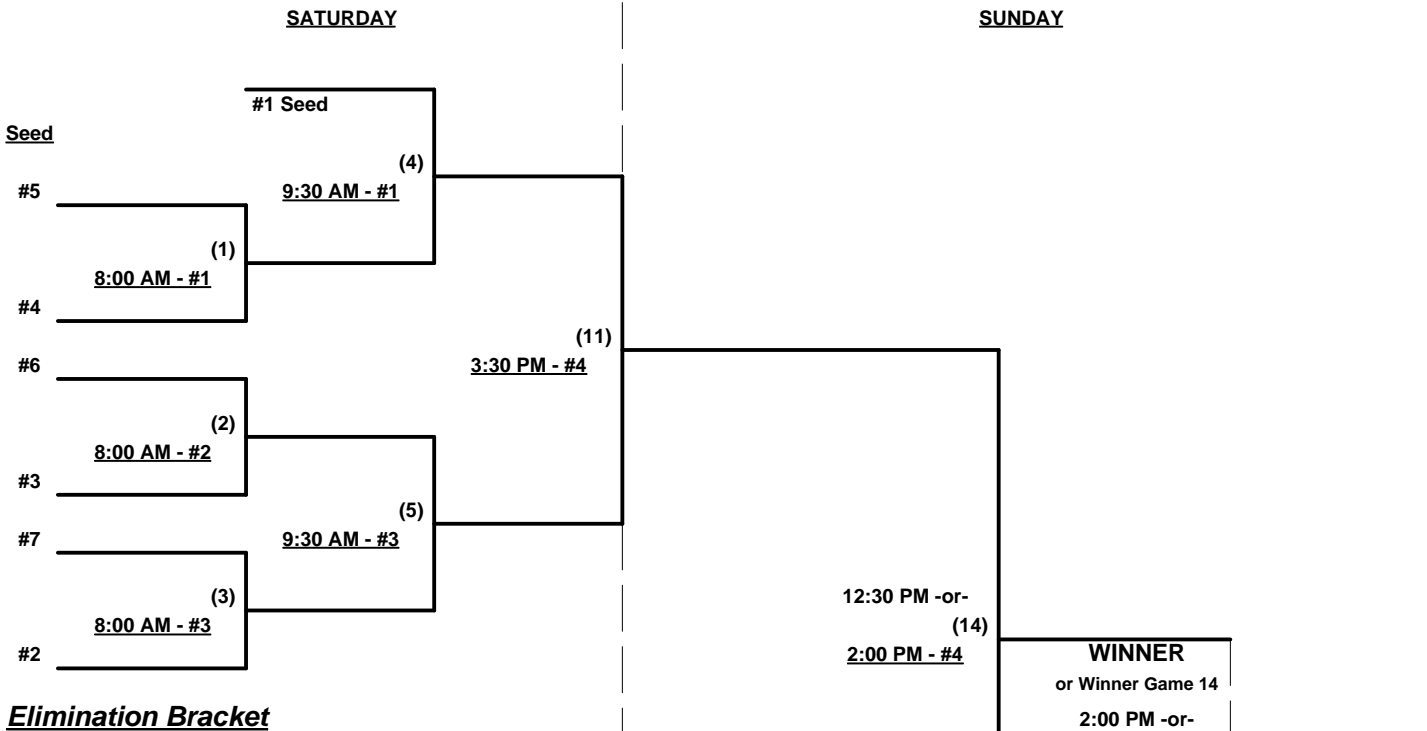 SATURDAY
SUNDAY
#1 Seed
Seed
(4)
#5
9:30 AM - #1
(1)
8:00 AM - #1
#4
(11)
#6
3:30 PM - #4
(2)
8:00 AM - #2
#3
(5)
#7
9:30 AM - #3
(3)
12:30 PM -or-
8:00 AM - #3
(14)
#2
2:00 PM - #4
WINNER
or Winner Game 14
Elimination Bracket
2:00 PM -or-